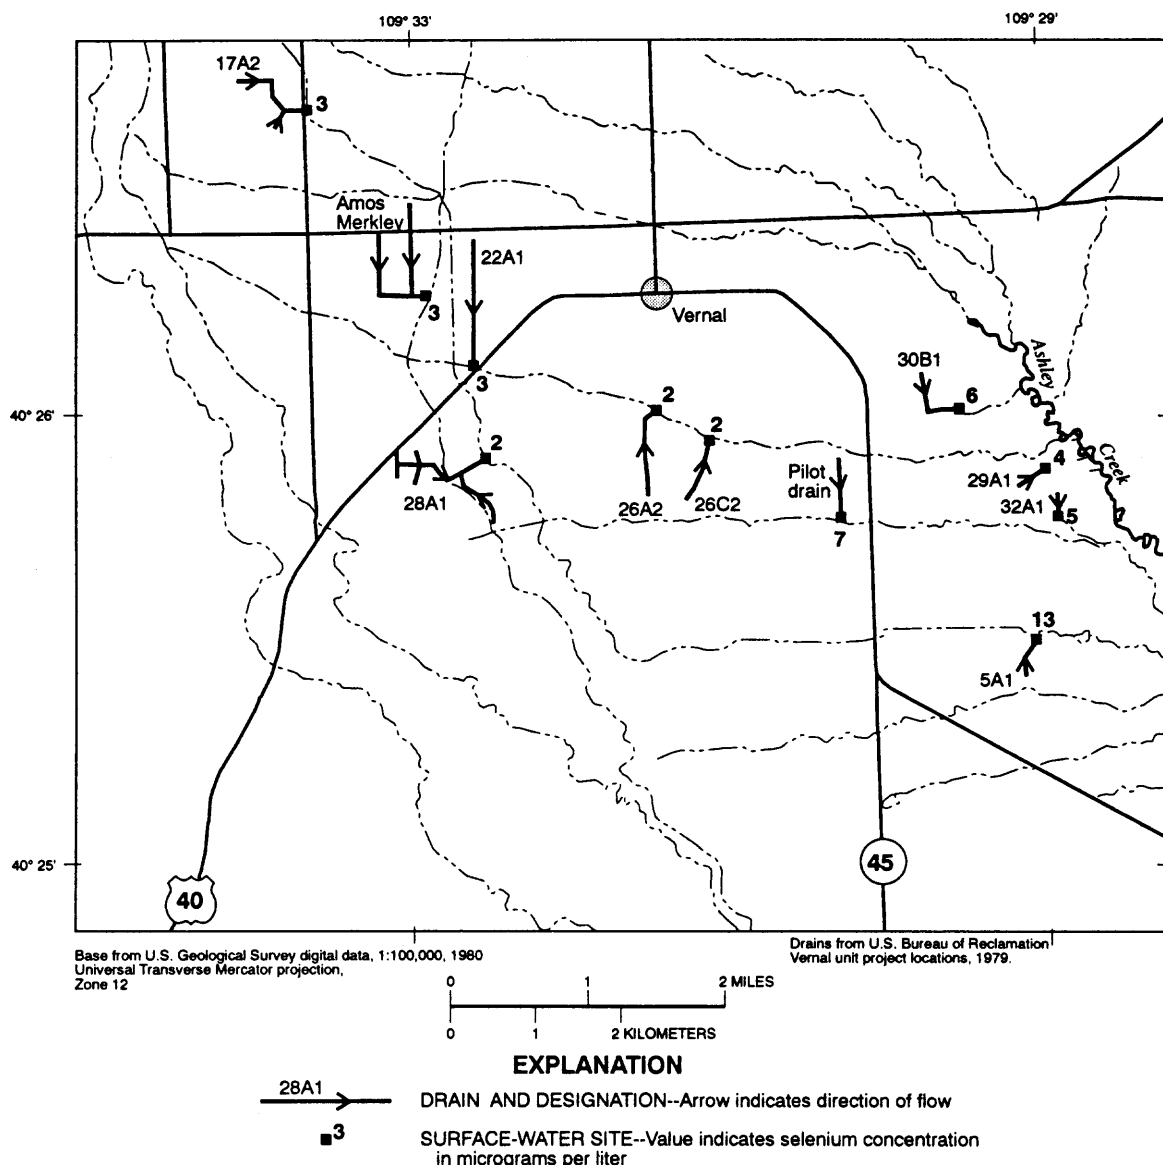 109° 33'
109° 29'
17A2
3
Amos
Merkley
22A1
3
Vernal
3
Ashley
Creek
30B1
6
40° 26'
2
2
2
4
Pilot
drain
29A1
28A1
26A2
26C2
32A1
5
7
13
5A1
40° 25'
40
45
Base from U.S. Geological Survey digital data, 1:100,000, 1980
Universal Transverse Mercator projection,
Zone 12
Drains from U.S. Bureau of Reclamation
Vernal unit project locations, 1979.
0 1 2 MILES
0 1 2 KILOMETERS
EXPLANATION
28A1
DRAIN AND DESIGNATION--Arrow indicates direction of flow
3
SURFACE-WATER SITE--Value indicates selenium concentration
in micrograms per liter